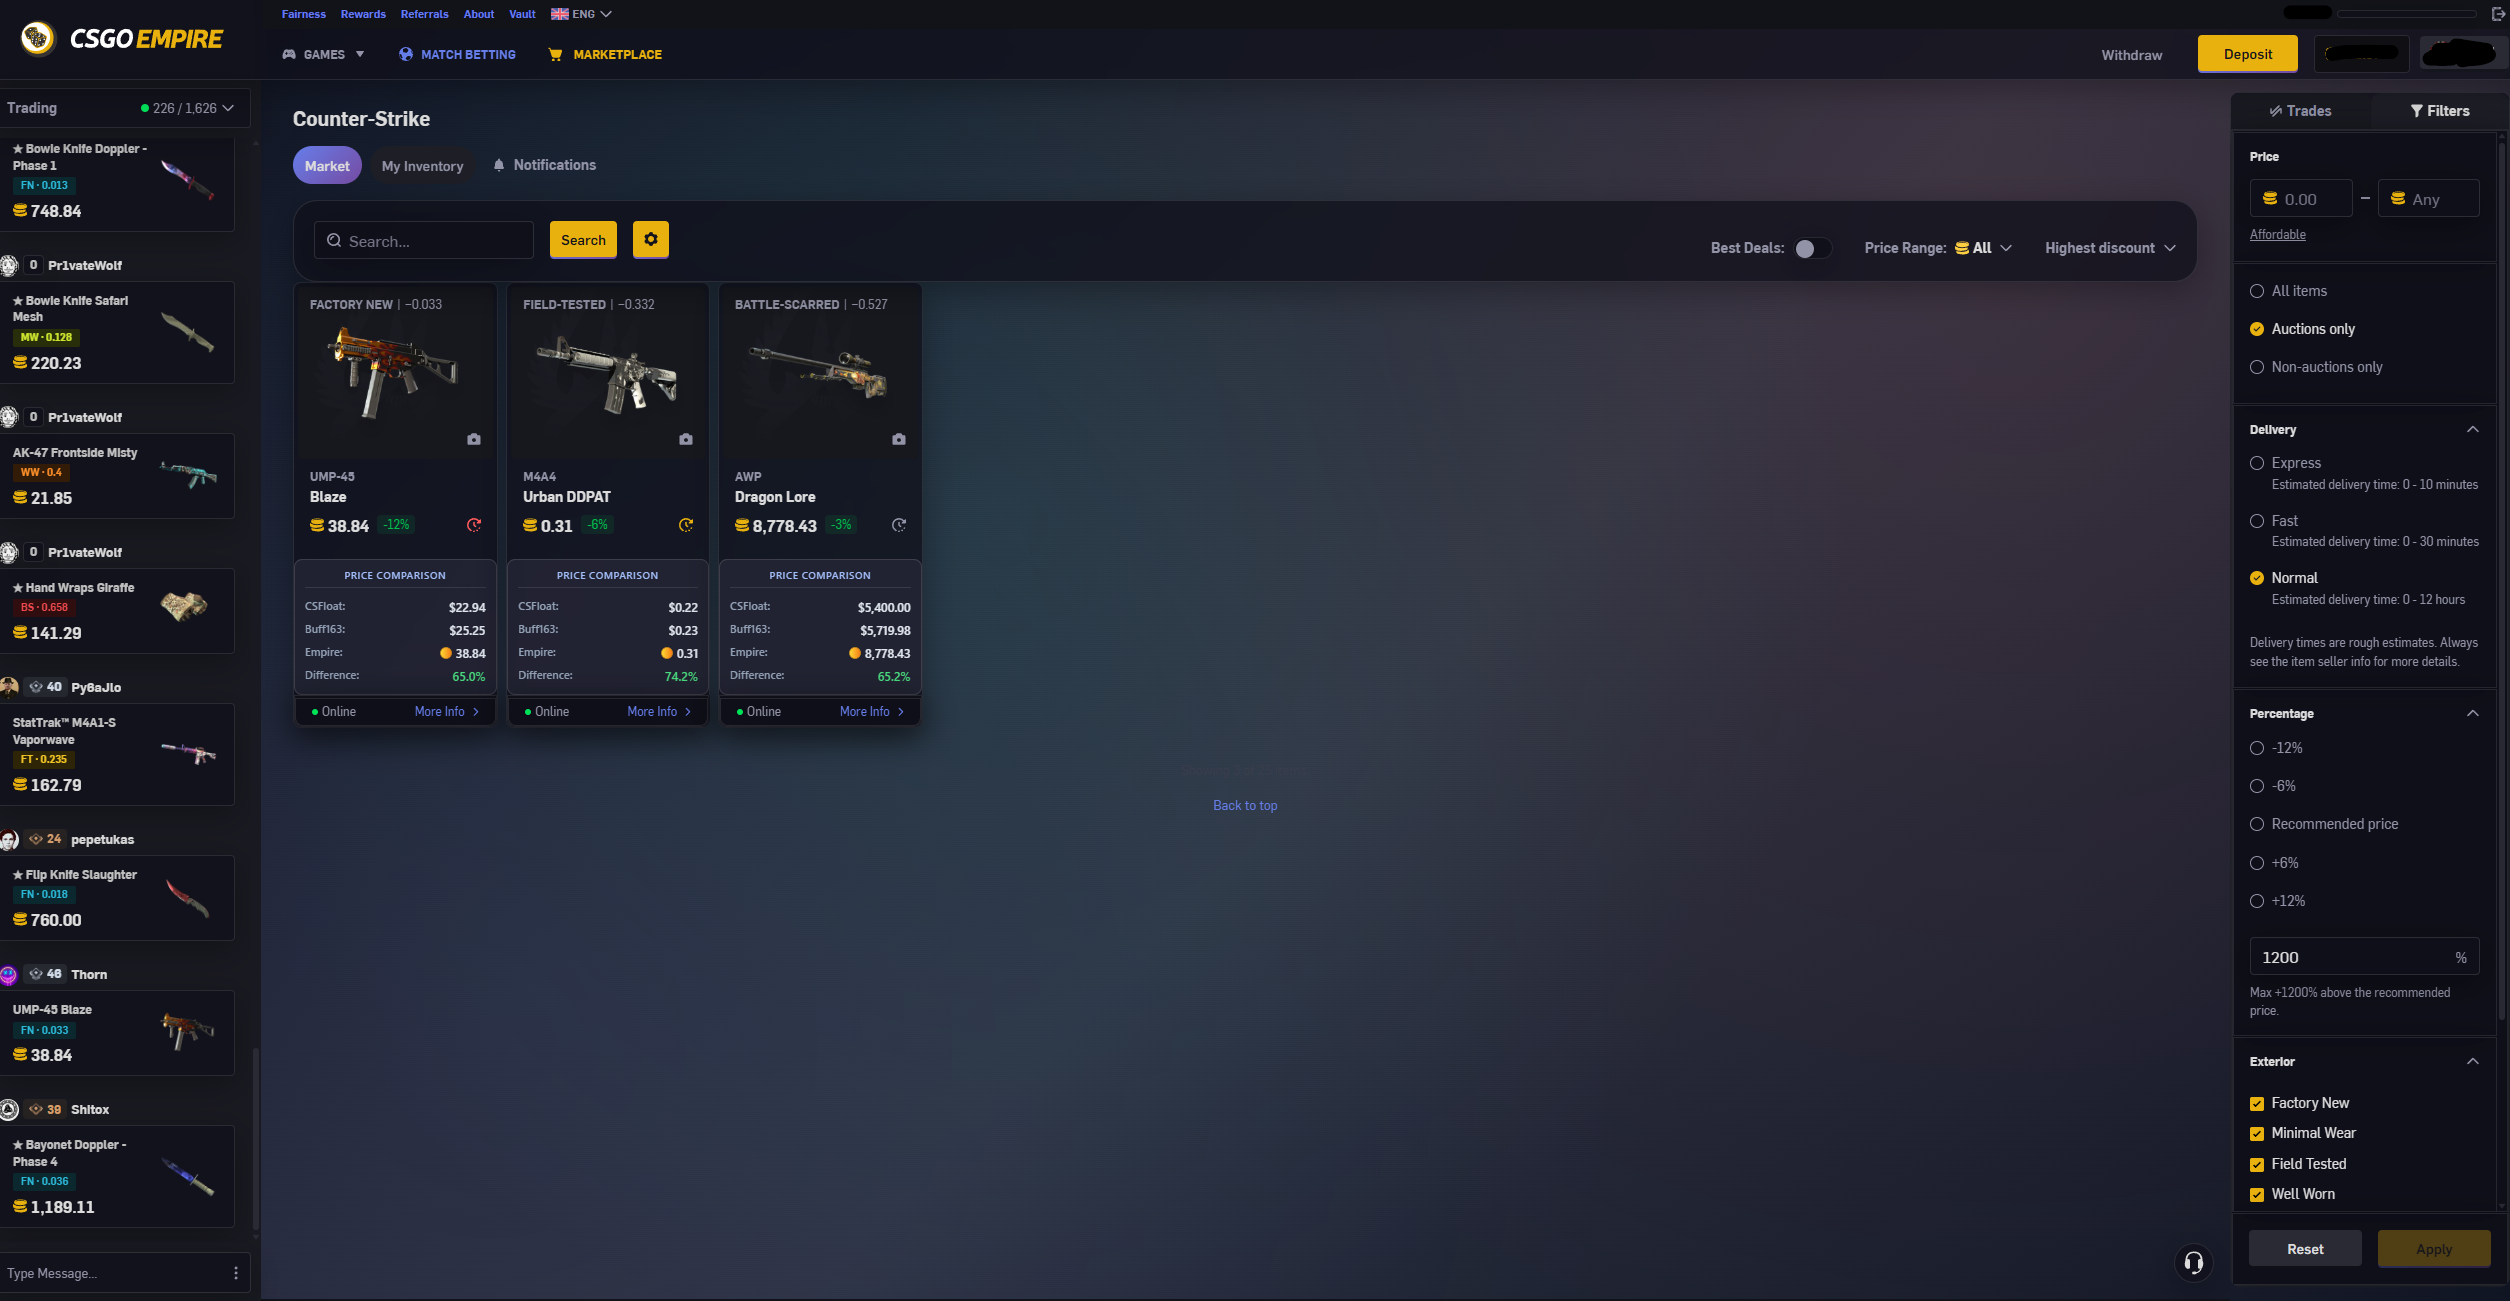 Fairness Rewards Referrals About Vault ENG
CSGOEMPIRE
GAMES MATCH BETTING MARKETPLACE
Withdraw Deposit
Trading 226 / 1,626
★ Bowie Knife Doppler -
Phase 1
FN · 0.013
748.84
0 Pr1vateWolf
★ Bowie Knife Safari
Mesh
MW · 0.128
220.23
0 Pr1vateWolf
AK-47 Frontside Misty
WW · 0.4
21.85
0 Pr1vateWolf
★ Hand Wraps Giraffe
BS · 0.658
141.29
40 Py6aJlo
StatTrak™ M4A1-S
Vaporwave
FT · 0.235
162.79
24 pepetukas
★ Flip Knife Slaughter
FN · 0.018
760.00
46 Thorn
UMP-45 Blaze
FN · 0.033
38.84
39 Shitox
★ Bayonet Doppler -
Phase 4
FN · 0.036
1,189.11
Type Message...
Counter-Strike
Market My Inventory Notifications
Search... Search
Best Deals: Price Range: All Highest discount
FACTORY NEW | ~0.033
UMP-45
Blaze
38.84 -12%
PRICE COMPARISON
CSFloat: $22.94
Buff163: $25.25
Empire: 38.84
Difference: 65.0%
Online More Info
FIELD-TESTED | ~0.332
M4A4
Urban DDPAT
0.31 -6%
PRICE COMPARISON
CSFloat: $0.22
Buff163: $0.23
Empire: 0.31
Difference: 74.2%
Online More Info
BATTLE-SCARRED | ~0.527
AWP
Dragon Lore
8,778.43 -3%
PRICE COMPARISON
CSFloat: $5,400.00
Buff163: $5,719.98
Empire: 8,778.43
Difference: 65.2%
Online More Info
Back to top
Trades Filters
Price
0.00 – Any
Affordable
All items
Auctions only
Non-auctions only
Delivery
Express
Estimated delivery time: 0 - 10 minutes
Fast
Estimated delivery time: 0 - 30 minutes
Normal
Estimated delivery time: 0 - 12 hours
Delivery times are rough estimates. Always
see the item seller info for more details.
Percentage
-12%
-6%
Recommended price
+6%
+12%
1200 %
Max +1200% above the recommended
price.
Exterior
Factory New
Minimal Wear
Field Tested
Well Worn
Reset Apply